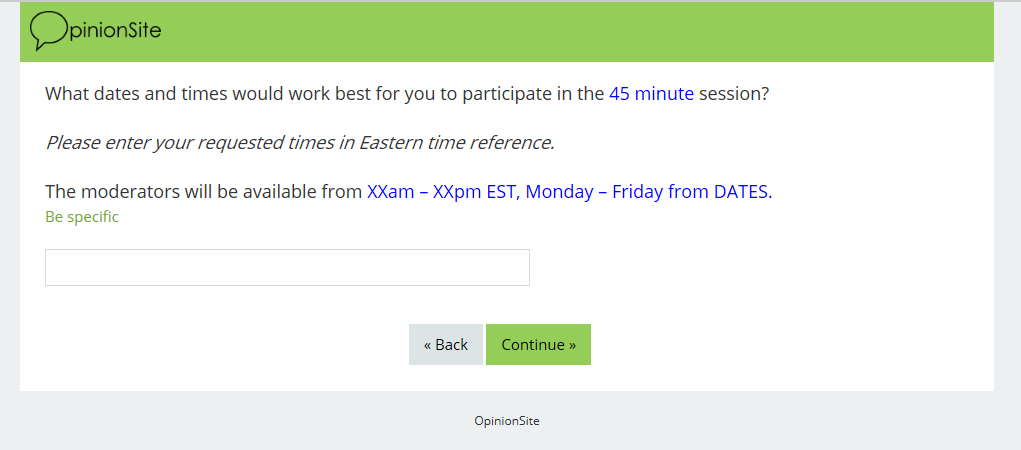 OpinionSite
What dates and times would work best for you to participate in the 45 minute session?
Please enter your requested times in Eastern time reference.
The moderators will be available from XXam – XXpm EST, Monday – Friday from DATES.
Be specific
« Back Continue »
OpinionSite